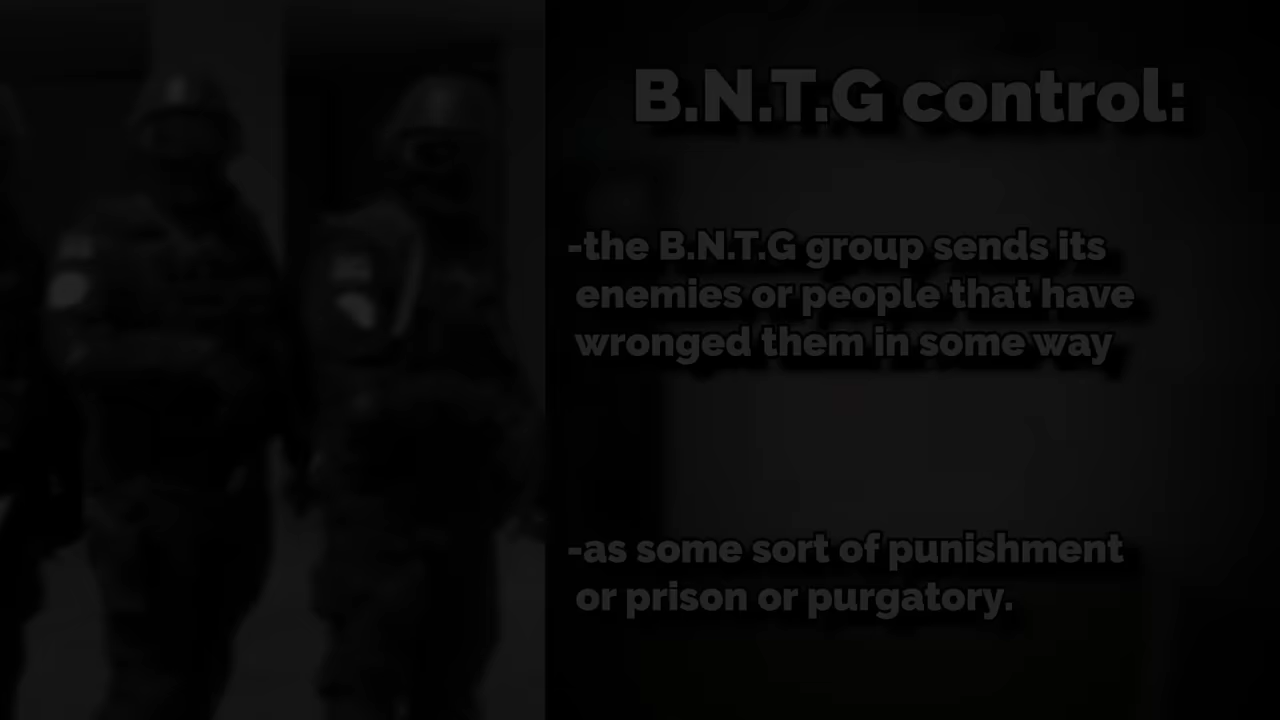 B.N.T.G control:
-the B.N.T.G group sends its
enemies or people that have
wronged them in some way
-as some sort of punishment
or prison or purgatory.